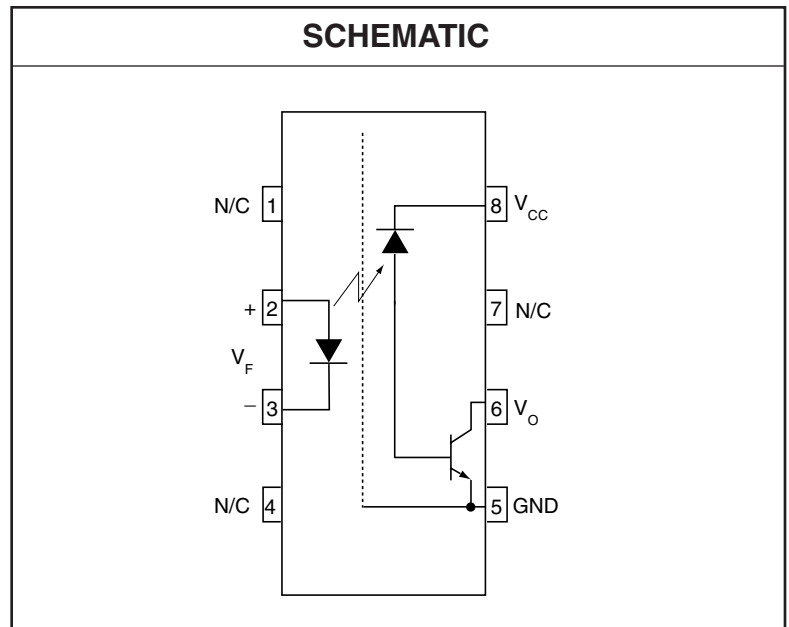 SCHEMATIC
N/C 1
8 VCC
+ 2
7 N/C
VF
– 3
6 VO
N/C 4
5 GND